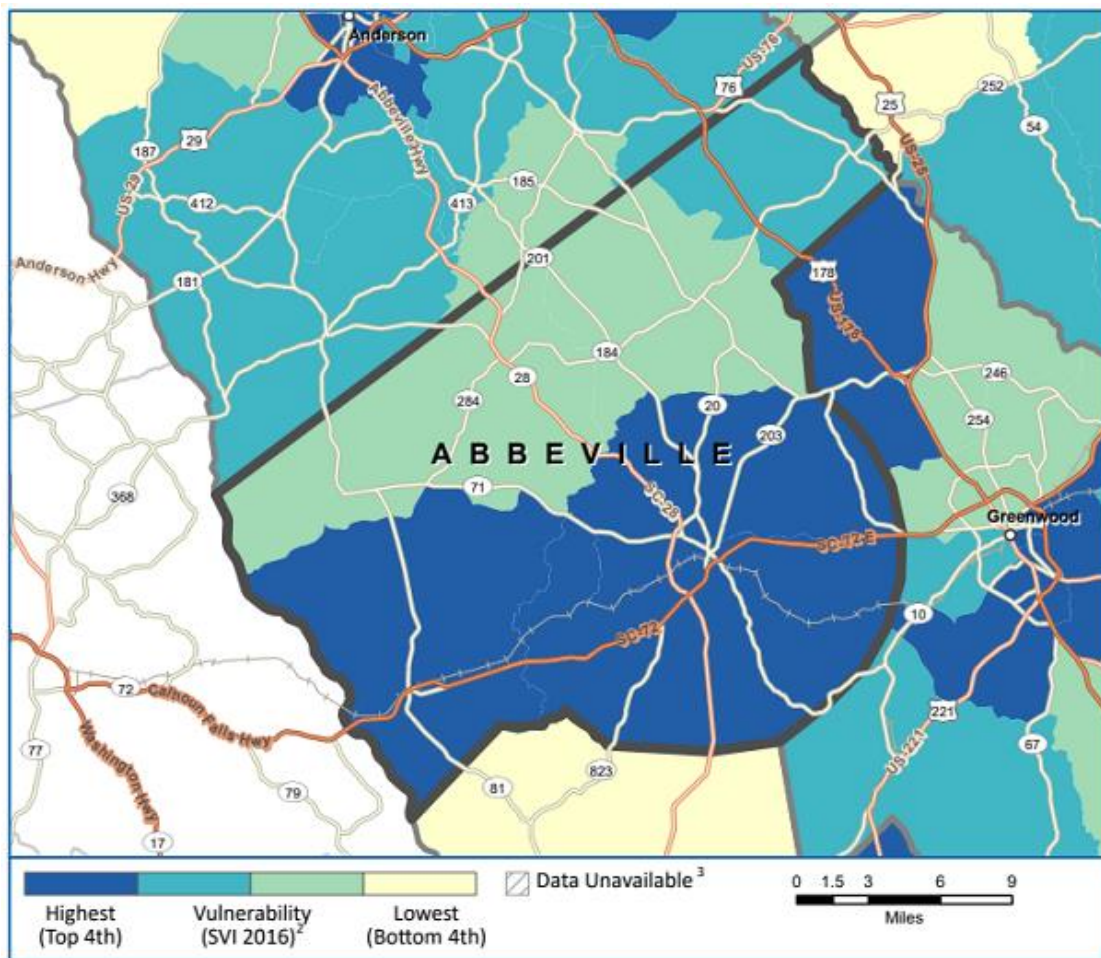 Anderson
Abbeville Hwy
US-76
76
25
252
54
187
29
US-25
185
US-29
412
413
Anderson Hwy
201
181
178
US-178
184
246
28
284
20
254
203
ABBEVILLE
71
368
SC-28
Greenwood
SC-72 E
10
SC-72
72
Calhoun Falls Hwy
221
Washington Hwy
US-221
67
77
823
79
81
17
Highest
(Top 4th)
Vulnerability
(SVI 2016)2
Lowest
(Bottom 4th)
Data Unavailable3
0 1.5 3 6 9
Miles